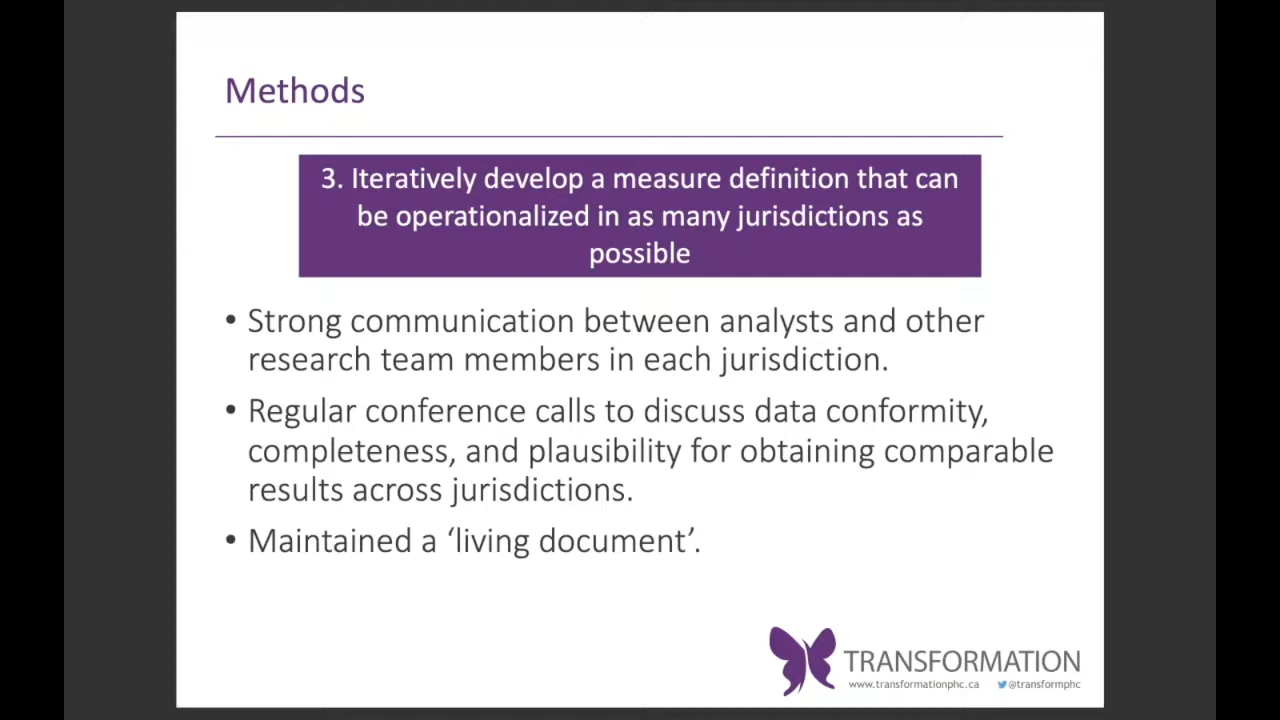 Methods
3. Iteratively develop a measure definition that can
be operationalized in as many jurisdictions as
possible
• Strong communication between analysts and other
research team members in each jurisdiction.
• Regular conference calls to discuss data conformity,
completeness, and plausibility for obtaining comparable
results across jurisdictions.
• Maintained a ‘living document’.
TRANSFORMATION
www.transformationphc.ca @transformphc